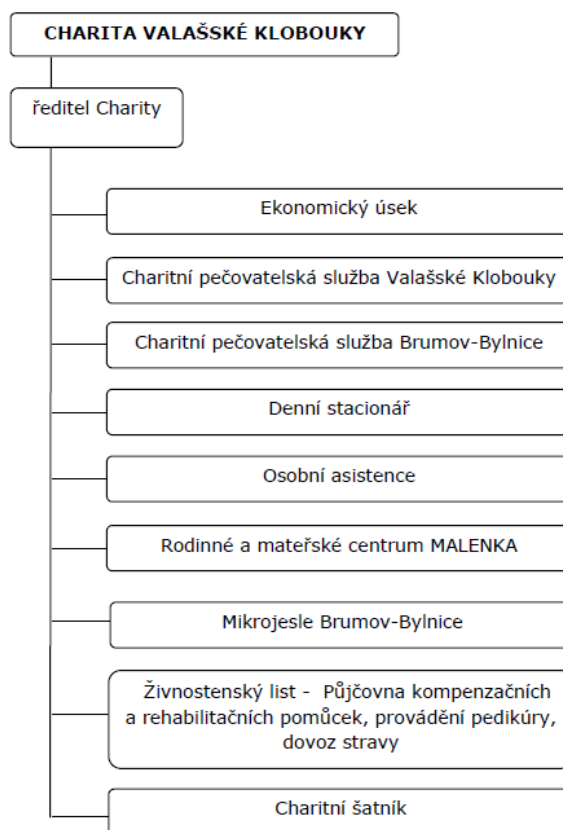 CHARITA VALAŠSKÉ KLOBOUKY
ředitel Charity
Ekonomický úsek
Charitní pečovatelská služba Valašské Klobouky
Charitní pečovatelská služba Brumov-Bylnice
Denní stacionář
Osobní asistence
Rodinné a mateřské centrum MALENKA
Mikrojesle Brumov-Bylnice
Živnostenský list - Půjčovna kompenzačních
a rehabilitačních pomůcek, provádění pedikúry,
dovoz stravy
Charitní šatník